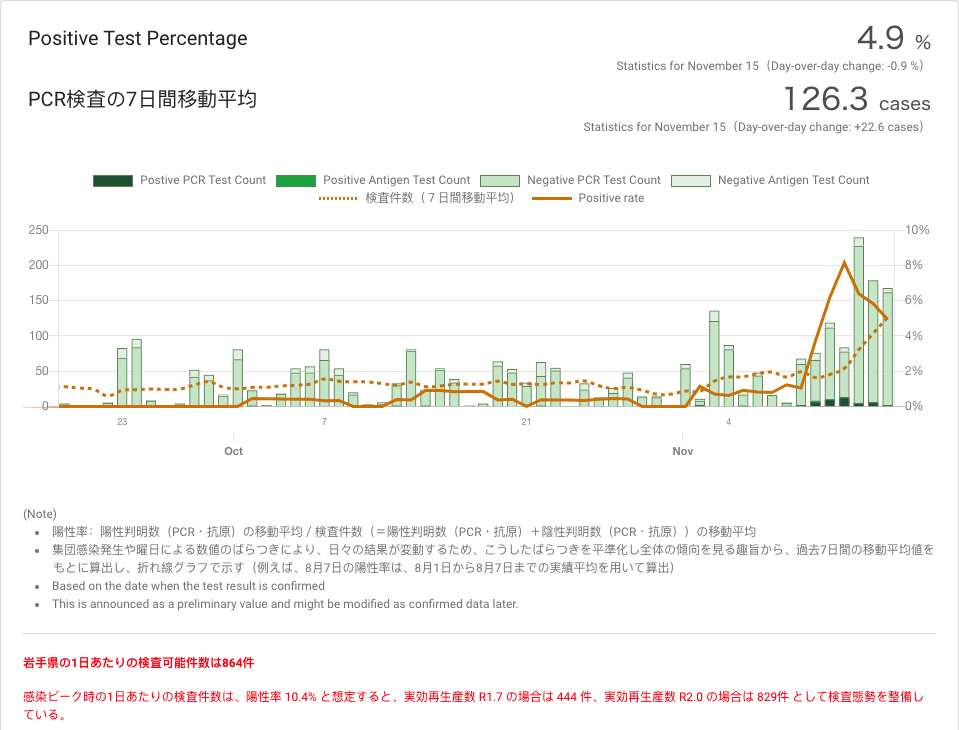 Positive Test Percentage
4.9 %
Statistics for November 15（Day-over-day change: -0.9 %）
PCR検査の7日間移動平均
126.3 cases
Statistics for November 15（Day-over-day change: +22.6 cases）
Postive PCR Test Count Positive Antigen Test Count Negative PCR Test Count Negative Antigen Test Count
検査件数（７日間移動平均） Positive rate
250 10%
200 8%
150 6%
100 4%
50 2%
0 0%
23 7 21 4
Oct Nov
(Note)
• 陽性率：陽性判明数（PCR・抗原）の移動平均 / 検査件数（＝陽性判明数（PCR・抗原）＋陰性判明数（PCR・抗原））の移動平均
• 集団感染発生や曜日による数値のばらつきにより、日々の結果が変動するため、こうしたばらつきを平準化し全体の傾向を見る趣旨から、過去7日間の移動平均値を
もとに算出し、折れ線グラフで示す（例えば、8月7日の陽性率は、8月1日から8月7日までの実績平均を用いて算出）
• Based on the date when the test result is confirmed
• This is announced as a preliminary value and might be modified as confirmed data later.
岩手県の1日あたりの検査可能件数は864件
感染ピーク時の1日あたりの検査件数は、陽性率 10.4% と想定すると、実効再生産数 R1.7 の場合は 444 件、実効再生産数 R2.0 の場合は 829件 として検査態勢を整備し
ている。